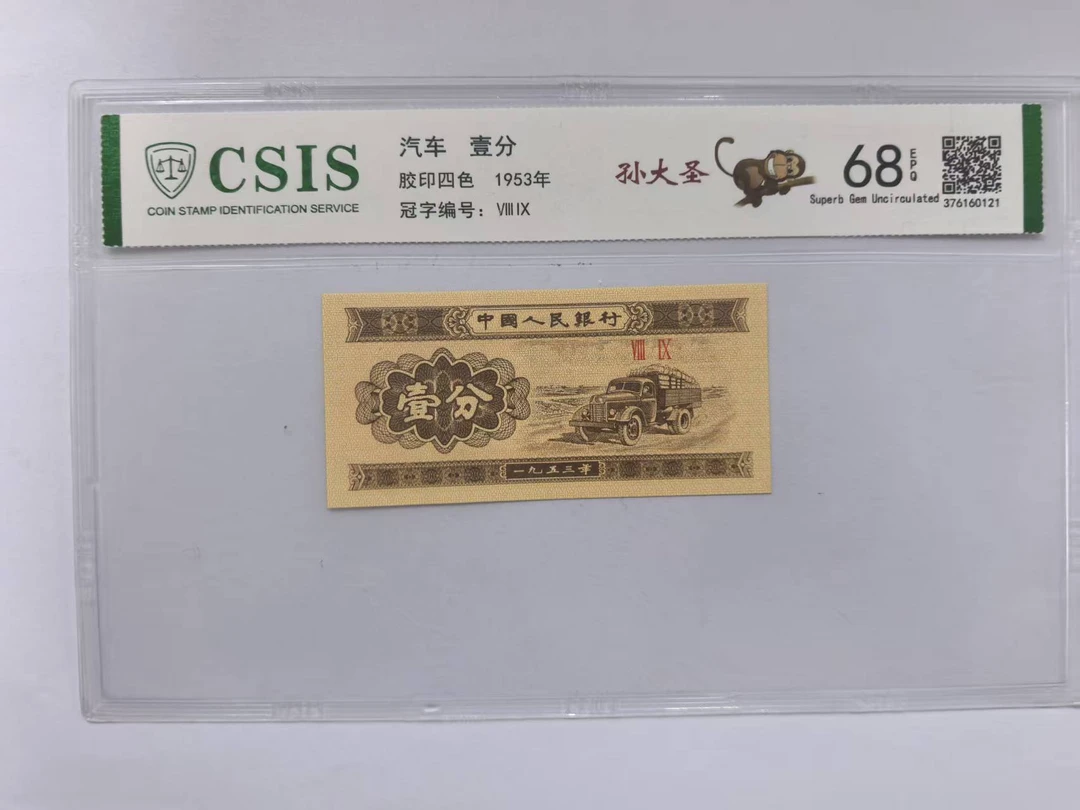 CSIS
COIN STAMP IDENTIFICATION SERVICE
汽车 壹分
胶印四色 1953年
冠字编号: Ⅷ Ⅸ
孙大圣
68 EPQ
Superb Gem Uncirculated
376160121
中國人民銀行
Ⅷ Ⅸ
壹分
一九五三年